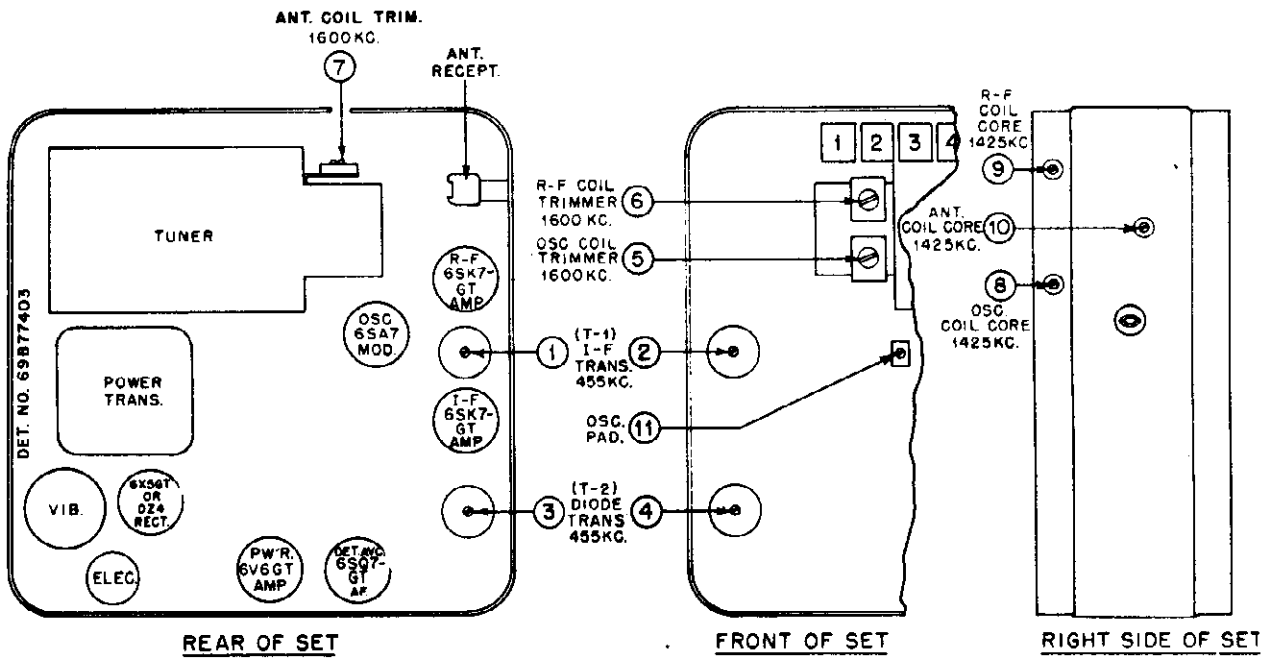 ANT. COIL TRIM.
1600KC.
7
ANT.
RECEPT.
TUNER
R-F
6SK7-
GT
AMP
OSC
6SA7
MOD.
1
I-F
6SK7-
GT
AMP
POWER
TRANS.
DET. NO. 69B77403
VIB.
6X5GT
OR
OZ4
RECT.
3
ELEC.
PW'R.
6V6GT
AMP
DET. AVC.
6SQ7-
GT
AF
REAR OF SET
1 2 3 4
R-F COIL
TRIMMER
1600 KC.
6
OSC COIL
TRIMMER
1600KC.
5
(T-1)
I-F
TRANS.
455KC.
2
OSC.
PAD.
11
(T-2)
DIODE
TRANS
455KC.
4
FRONT OF SET
R-F
COIL
CORE
1425KC
9
ANT.
COIL CORE
1425KC.
10
8
OSC.
COIL CORE
1425KC.
RIGHT SIDE OF SET